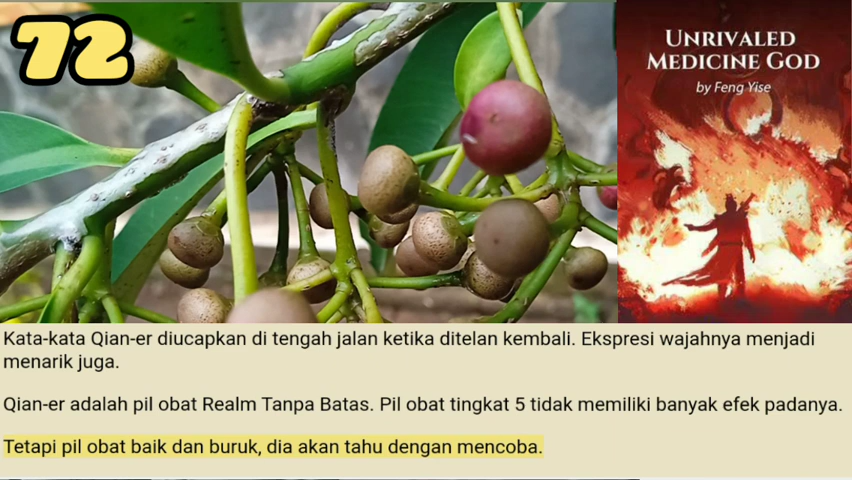 72
UNRIVALED
MEDICINE GOD
by Feng Yise
Kata-kata Qian-er diucapkan di tengah jalan ketika ditelan kembali. Ekspresi wajahnya menjadi
menarik juga.
Qian-er adalah pil obat Realm Tanpa Batas. Pil obat tingkat 5 tidak memiliki banyak efek padanya.
Tetapi pil obat baik dan buruk, dia akan tahu dengan mencoba.